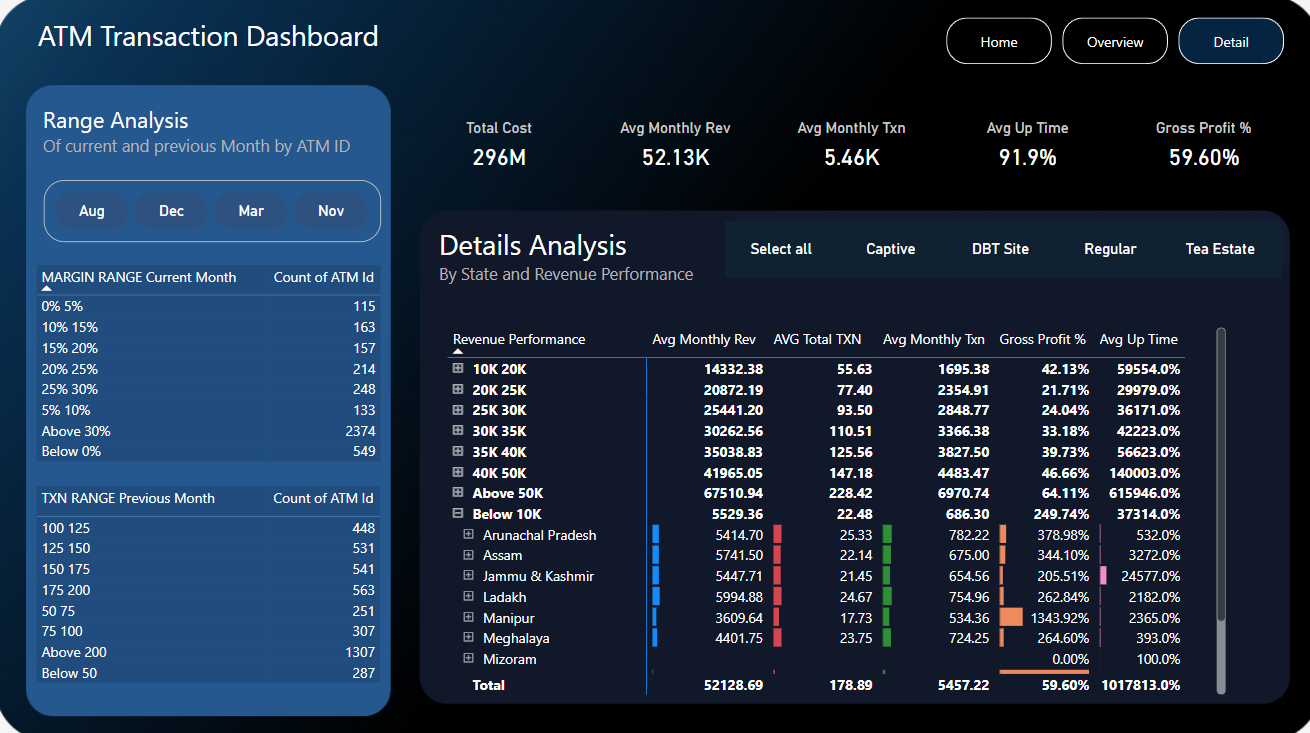 ATM Transaction Dashboard
Home Overview Detail
Range Analysis
Of current and previous Month by ATM ID
Aug Dec Mar Nov
MARGIN RANGE Current Month Count of ATM Id
0% 5% 115
10% 15% 163
15% 20% 157
20% 25% 214
25% 30% 248
5% 10% 133
Above 30% 2374
Below 0% 549
TXN RANGE Previous Month Count of ATM Id
100 125 448
125 150 531
150 175 541
175 200 563
50 75 251
75 100 307
Above 200 1307
Below 50 287
Total Cost Avg Monthly Rev Avg Monthly Txn Avg Up Time Gross Profit %
296M 52.13K 5.46K 91.9% 59.60%
Details Analysis
By State and Revenue Performance
Select all Captive DBT Site Regular Tea Estate
Revenue Performance Avg Monthly Rev AVG Total TXN Avg Monthly Txn Gross Profit % Avg Up Time
10K 20K 14332.38 55.63 1695.38 42.13% 59554.0%
20K 25K 20872.19 77.40 2354.91 21.71% 29979.0%
25K 30K 25441.20 93.50 2848.77 24.04% 36171.0%
30K 35K 30262.56 110.51 3366.38 33.18% 42223.0%
35K 40K 35038.83 125.56 3827.50 39.73% 56623.0%
40K 50K 41965.05 147.18 4483.47 46.66% 140003.0%
Above 50K 67510.94 228.42 6970.74 64.11% 615946.0%
Below 10K 5529.36 22.48 686.30 249.74% 37314.0%
Arunachal Pradesh 5414.70 25.33 782.22 378.98% 532.0%
Assam 5741.50 22.14 675.00 344.10% 3272.0%
Jammu & Kashmir 5447.71 21.45 654.56 205.51% 24577.0%
Ladakh 5994.88 24.67 754.96 262.84% 2182.0%
Manipur 3609.64 17.73 534.36 1343.92% 2365.0%
Meghalaya 4401.75 23.75 724.25 264.60% 393.0%
Mizoram 0.00% 100.0%
Total 52128.69 178.89 5457.22 59.60% 1017813.0%